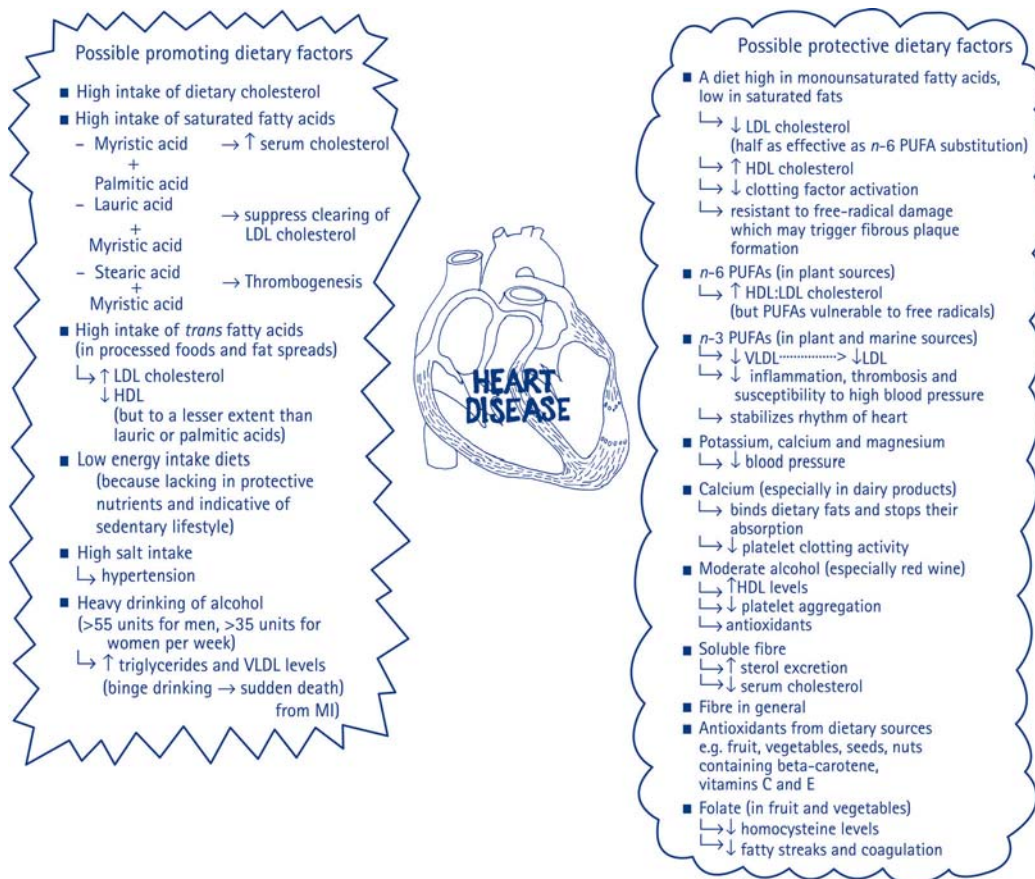 Possible promoting dietary factors
■ High intake of dietary cholesterol
■ High intake of saturated fatty acids
– Myristic acid → ↑ serum cholesterol
+
Palmitic acid
– Lauric acid
→ suppress clearing of
+
LDL cholesterol
Myristic acid
– Stearic acid
+
→ Thrombogenesis
Myristic acid
■ High intake of trans fatty acids
(in processed foods and fat spreads)
↳ ↑ LDL cholesterol
↓ HDL
(but to a lesser extent than
lauric or palmitic acids)
■ Low energy intake diets
(because lacking in protective
nutrients and indicative of
sedentary lifestyle)
■ High salt intake
↳ hypertension
■ Heavy drinking of alcohol
(>55 units for men, >35 units for
women per week)
↳ ↑ triglycerides and VLDL levels
(binge drinking → sudden death)
from MI)
HEART
DISEASE
Possible protective dietary factors
■ A diet high in monounsaturated fatty acids,
low in saturated fats
↳ ↓ LDL cholesterol
(half as effective as n-6 PUFA substitution)
↳ ↑ HDL cholesterol
↳ ↓ clotting factor activation
↳ resistant to free-radical damage
which may trigger fibrous plaque
formation
■ n-6 PUFAs (in plant sources)
↳ ↑ HDL:LDL cholesterol
(but PUFAs vulnerable to free radicals)
■ n-3 PUFAs (in plant and marine sources)
↳ ↓ VLDL ················> ↓LDL
↳ ↓ inflammation, thrombosis and
susceptibility to high blood pressure
↳ stabilizes rhythm of heart
■ Potassium, calcium and magnesium
↳ ↓ blood pressure
■ Calcium (especially in dairy products)
↳ binds dietary fats and stops their
absorption
↳ ↓ platelet clotting activity
■ Moderate alcohol (especially red wine)
↳ ↑HDL levels
↳ ↓ platelet aggregation
↳ antioxidants
■ Soluble fibre
↳ ↑ sterol excretion
↳ ↓ serum cholesterol
■ Fibre in general
■ Antioxidants from dietary sources
e.g. fruit, vegetables, seeds, nuts
containing beta-carotene,
vitamins C and E
■ Folate (in fruit and vegetables)
↳ ↓ homocysteine levels
↳ ↓ fatty streaks and coagulation